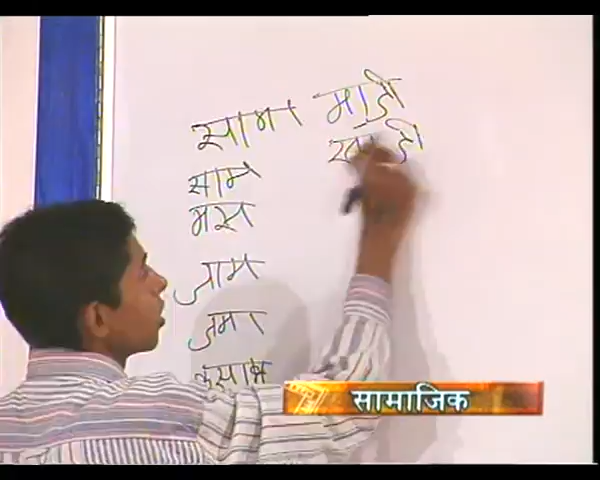 सामा माडी
खाडी
साम
मस
जाम
जमा
सामाजिक